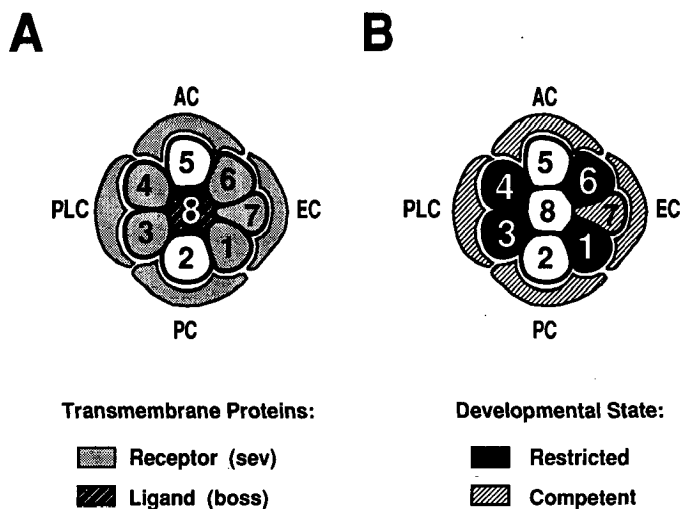 A
AC
5
4
6
PLC
8
7
EC
3
1
2
PC
Transmembrane Proteins:
Receptor (sev)
Ligand (boss)
B
AC
5
4
6
PLC
8
7
EC
3
1
2
PC
Developmental State:
Restricted
Competent